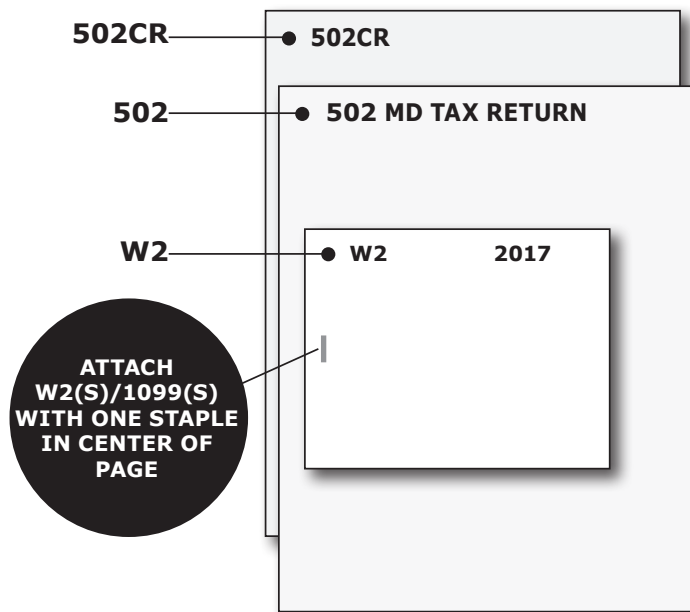 502CR
502CR
502
502 MD TAX RETURN
W2
W2 2017
ATTACH
W2(S)/1099(S)
WITH ONE STAPLE
IN CENTER OF
PAGE